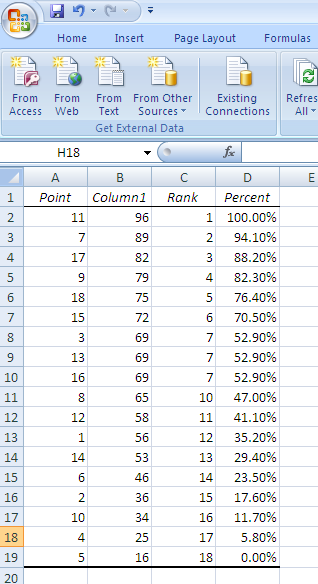 Home Insert Page Layout Formulas
From Access From Web From Text From Other Sources Existing Connections Refres All
Get External Data
H18 fx
A B C D E
1 Point Column1 Rank Percent
2 11 96 1 100.00%
3 7 89 2 94.10%
4 17 82 3 88.20%
5 9 79 4 82.30%
6 18 75 5 76.40%
7 15 72 6 70.50%
8 3 69 7 52.90%
9 13 69 7 52.90%
10 16 69 7 52.90%
11 8 65 10 47.00%
12 12 58 11 41.10%
13 1 56 12 35.20%
14 14 53 13 29.40%
15 6 46 14 23.50%
16 2 36 15 17.60%
17 10 34 16 11.70%
18 4 25 17 5.80%
19 5 16 18 0.00%
20